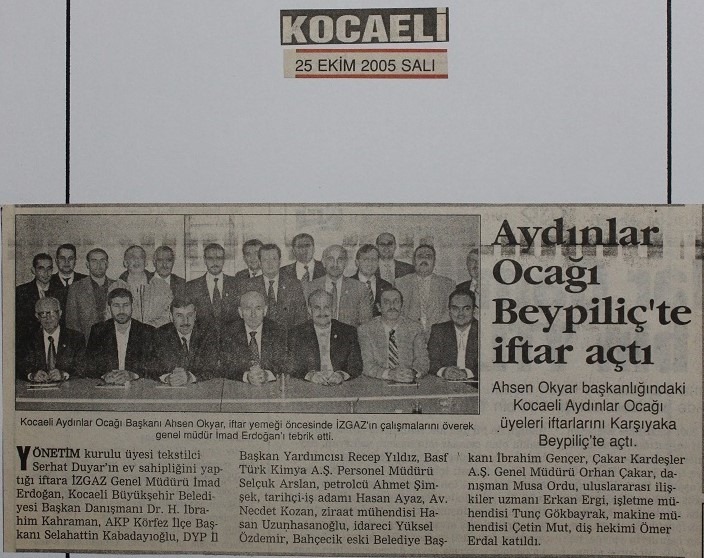 KOCAELİ
25 EKİM 2005 SALI
Aydınlar
Ocağı
Beypiliç'te
iftar açtı
Ahsen Okyar başkanlığındaki
Kocaeli Aydınlar Ocağı
üyeleri iftarlarını Karşıyaka
Beypiliç'te açtı.
Kocaeli Aydınlar Ocağı Başkanı Ahsen Okyar, iftar yemeği öncesinde İZGAZ'ın çalışmalarını överek
genel müdür İmad Erdoğan'ı tebrik etti.
YÖNETİM kurulu üyesi tekstilci
Serhat Duyar'ın ev sahipliğini yap-
tığı iftara İZGAZ Genel Müdürü İmad
Erdoğan, Kocaeli Büyükşehir Beledi-
yesi Başkan Danışmanı Dr. H. İbra-
him Kahraman, AKP Körfez İlçe Baş-
kanı Selahattin Kabadayıoğlu, DYP İl
Başkan Yardımcısı Recep Yıldız, Basf
Türk Kimya A.Ş. Personel Müdürü
Selçuk Arslan, petrolcü Ahmet Şim-
şek, tarihçi-iş adamı Hasan Ayaz, Av.
Necdet Kozan, ziraat mühendisi Ha-
san Uzunhasanoğlu, idareci Yüksel
Özdemir, Bahçecik eski Belediye Baş-
kanı İbrahim Gençer, Çakar Kardeşler
A.Ş. Genel Müdürü Orhan Çakar, da-
nışman Musa Ordu, uluslararası iliş-
kiler uzmanı Erkan Ergi, işletme mü-
hendisi Tunç Gökbayrak, makine mü-
hendisi Çetin Mut, diş hekimi Ömer
Erdal katıldı.